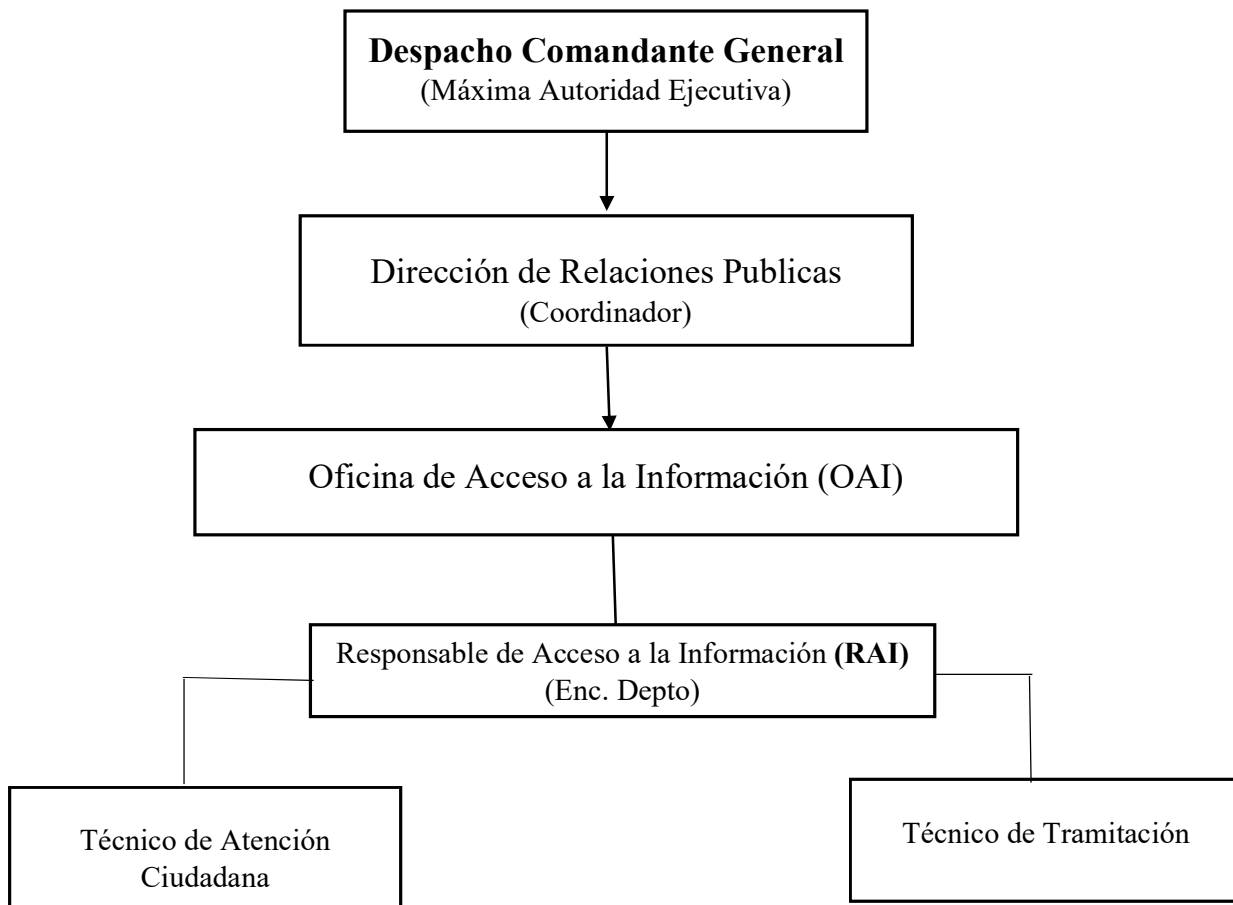 Despacho Comandante General
(Máxima Autoridad Ejecutiva)
Dirección de Relaciones Publicas
(Coordinador)
Oficina de Acceso a la Información (OAI)
Responsable de Acceso a la Información (RAI)
(Enc. Depto)
Técnico de Atención
Ciudadana
Técnico de Tramitación